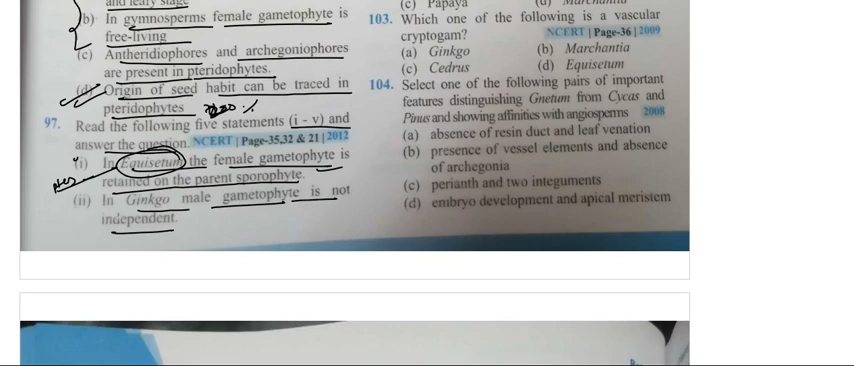 and leafy stage
b) In gymnosperms female gametophyte is
free-living
(c) Antheridiophores and archegoniophores
are present in pteridophytes.
(d) Origin of seed habit can be traced in
pteridophytes
97. Read the following five statements (i - v) and
answer the question. NCERT | Page-35,32 & 21 | 2012
(i) In Equisetum the female gametophyte is
retained on the parent sporophyte.
(ii) In Ginkgo male gametophyte is not
independent.
(c) Papaya (d) Marchantia
103. Which one of the following is a vascular
cryptogam? NCERT | Page-36 | 2009
(a) Ginkgo (b) Marchantia
(c) Cedrus (d) Equisetum
104. Select one of the following pairs of important
features distinguishing Gnetum from Cycas and
Pinus and showing affinities with angiosperms 2008
(a) absence of resin duct and leaf venation
(b) presence of vessel elements and absence
of archegonia
(c) perianth and two integuments
(d) embryo development and apical meristem